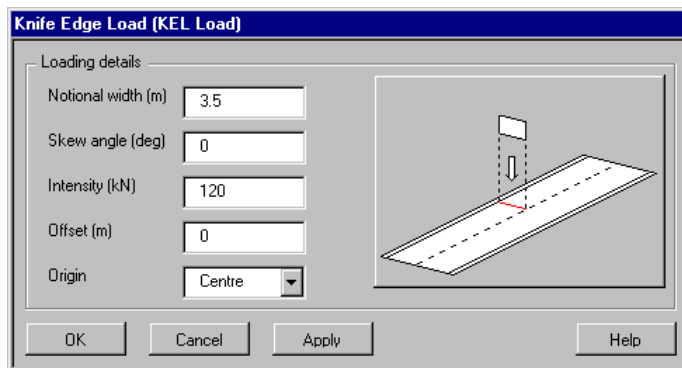 Knife Edge Load (KEL Load)
Loading details
Notional width (m) 3.5
Skew angle (deg) 0
Intensity (kN) 120
Offset (m) 0
Origin Centre
OK Cancel Apply Help